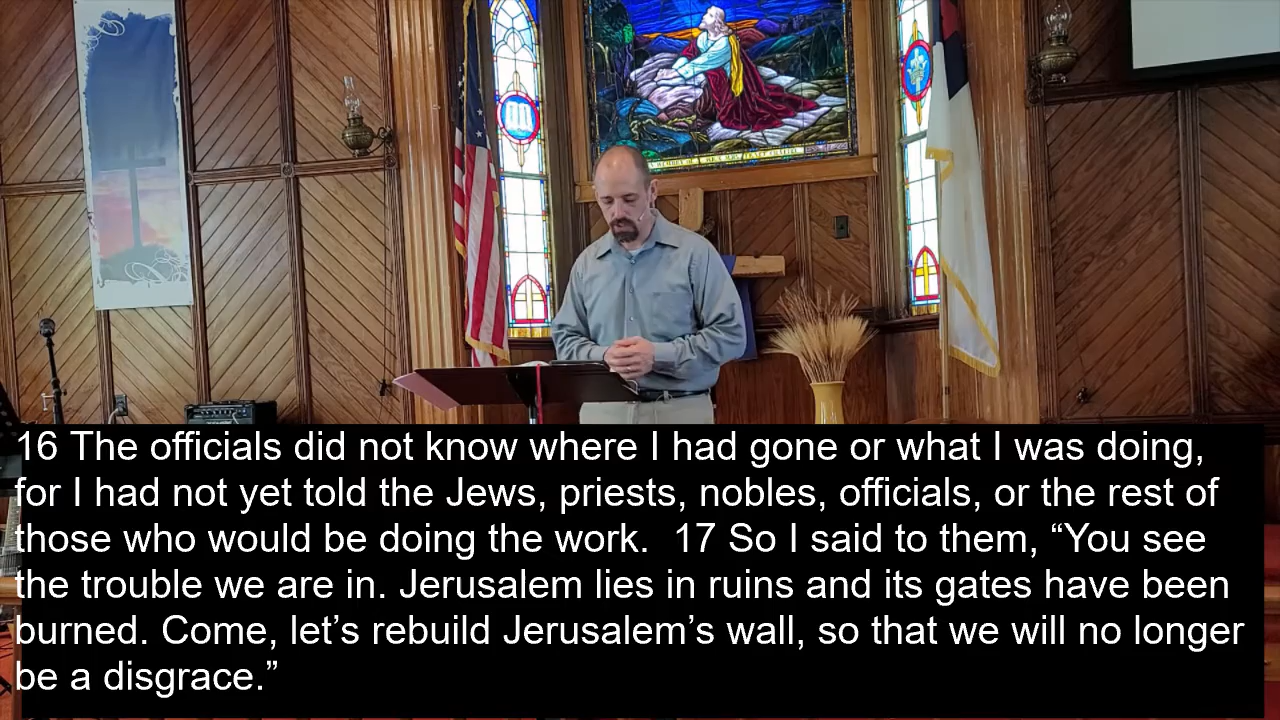 16 The officials did not know where I had gone or what I was doing,
for I had not yet told the Jews, priests, nobles, officials, or the rest of
those who would be doing the work.  17 So I said to them, “You see
the trouble we are in. Jerusalem lies in ruins and its gates have been
burned. Come, let’s rebuild Jerusalem’s wall, so that we will no longer
be a disgrace.”